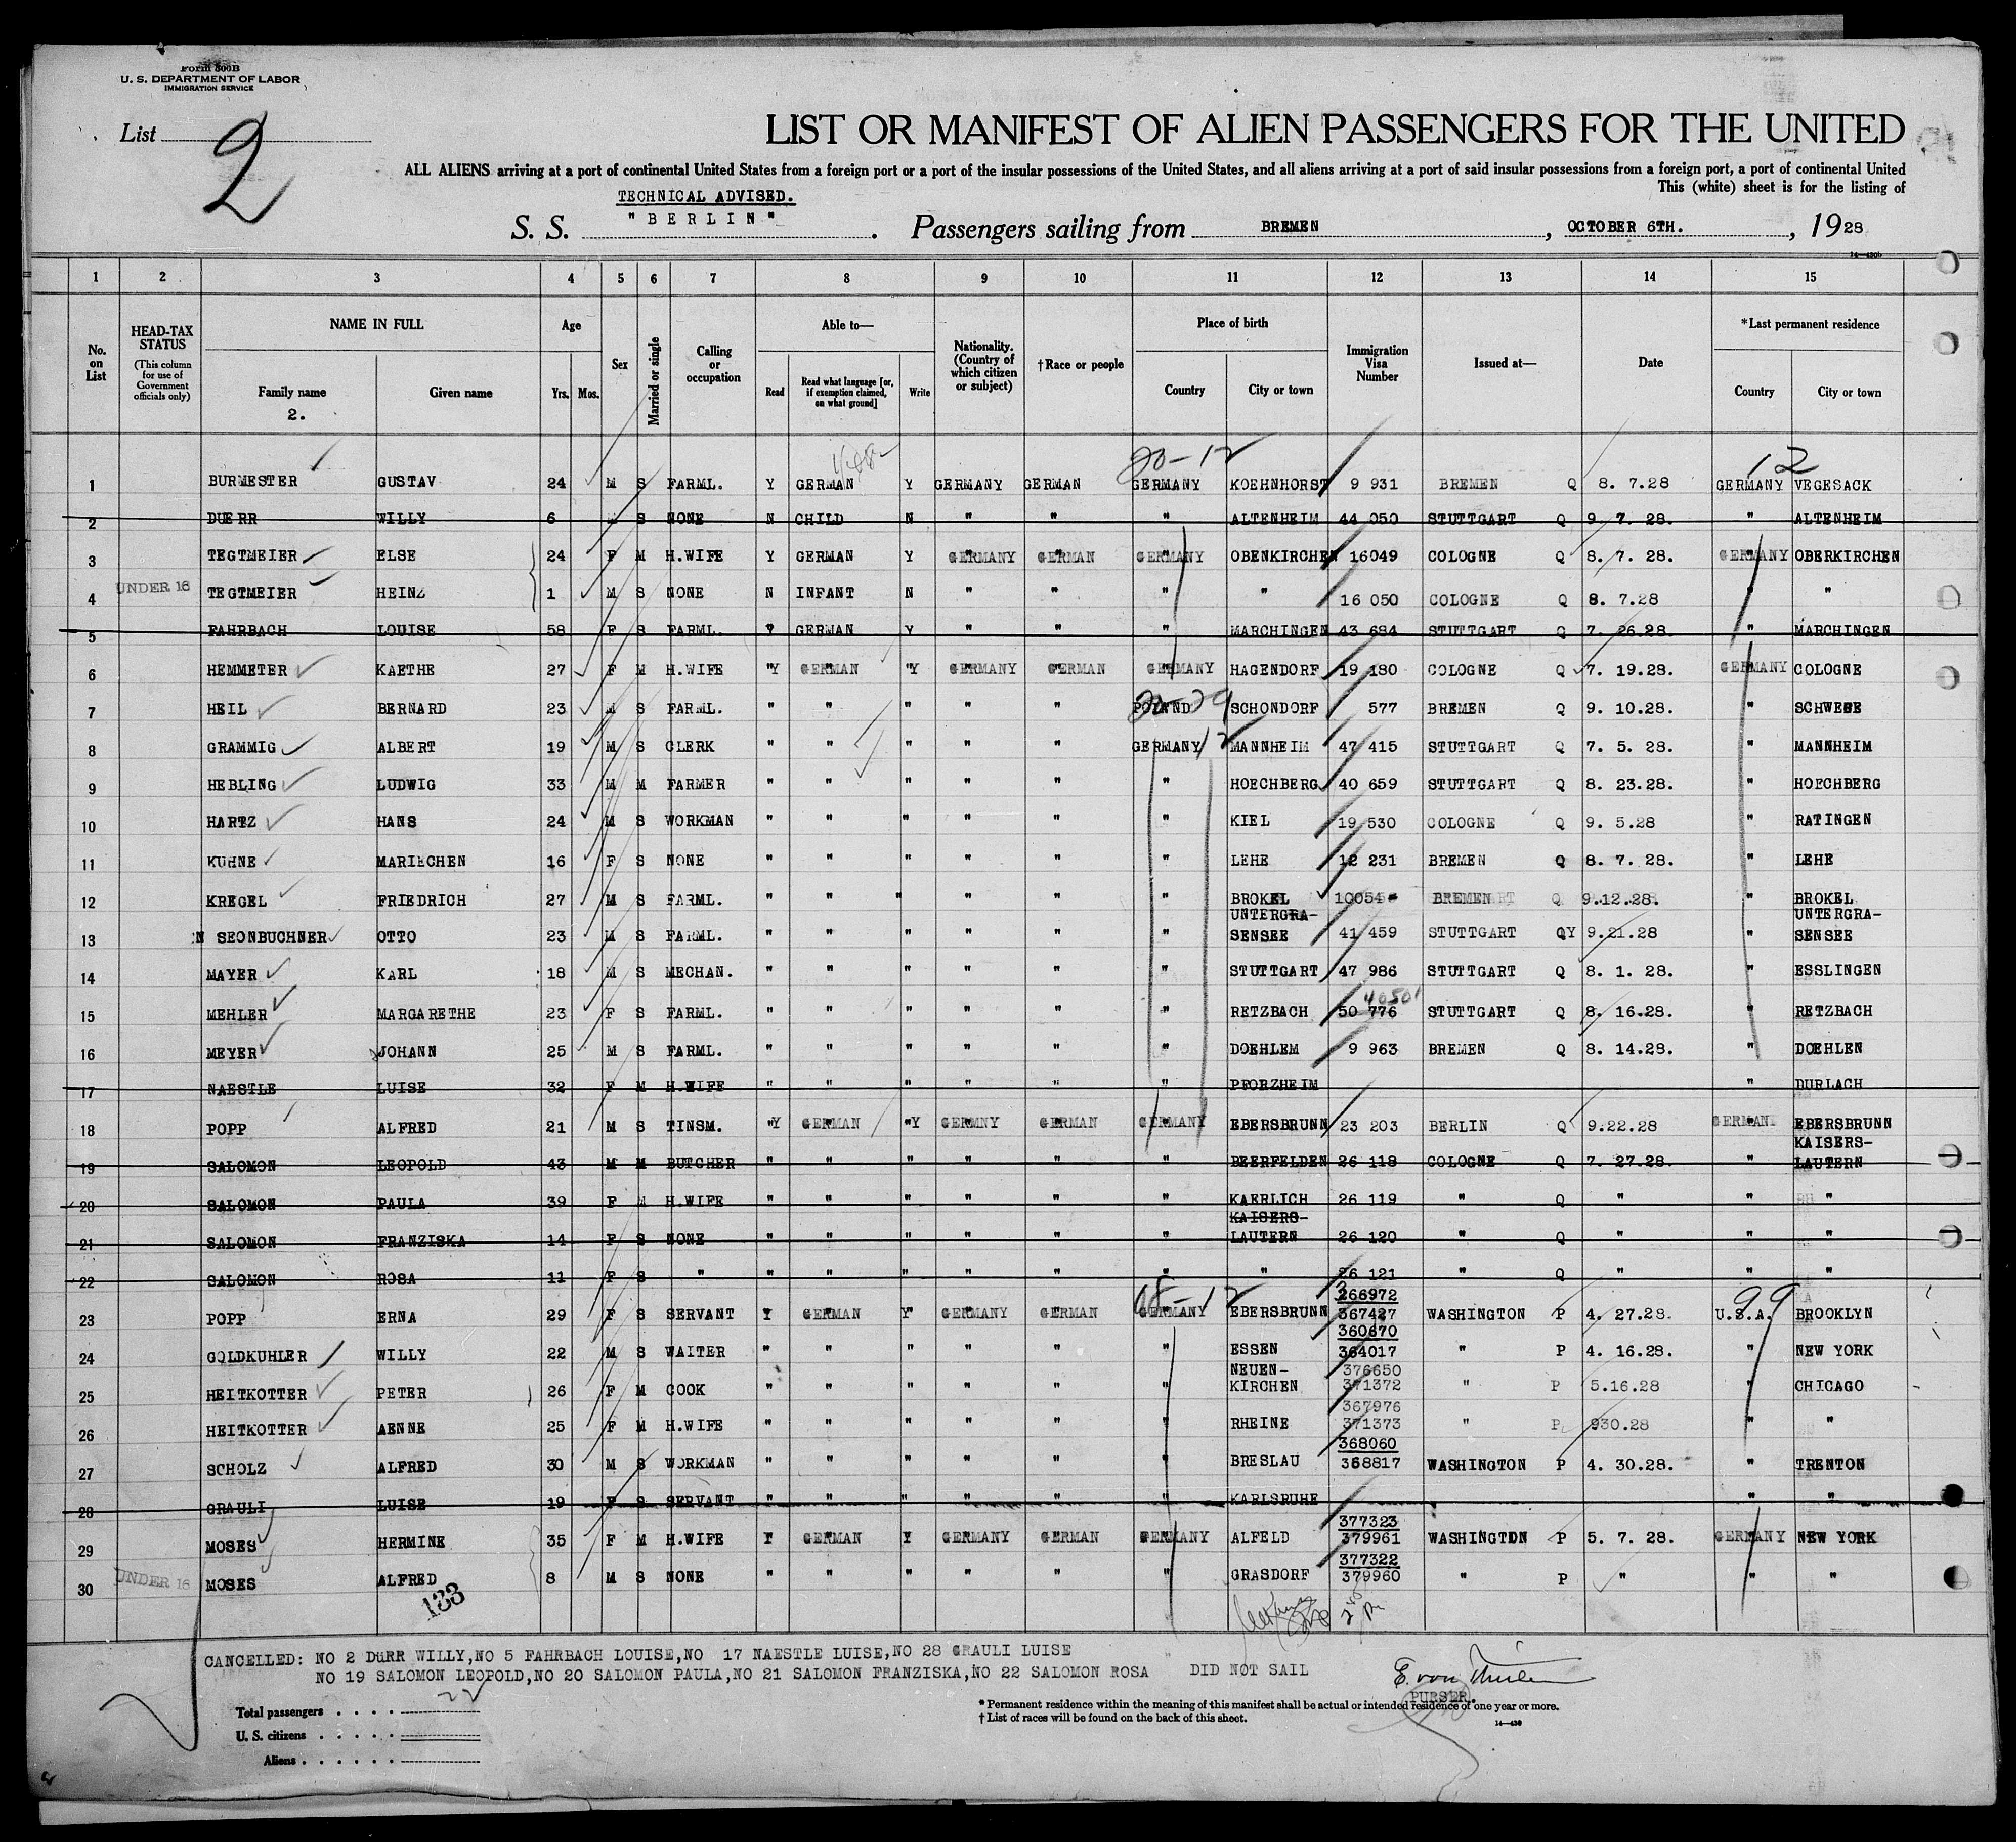 Form 500B
U. S. DEPARTMENT OF LABOR
IMMIGRATION SERVICE
List 2
LIST OR MANIFEST OF ALIEN PASSENGERS FOR THE UNITED
ALL ALIENS arriving at a port of continental United States from a foreign port or a port of the insular possessions of the United States, and all aliens arriving at a port of said insular possessions from a foreign port, a port of continental United
This (white) sheet is for the listing of
TECHNICAL ADVISED.
S. S. "BERLIN". Passengers sailing from BREMEN, OCTOBER 6TH., 1928
14—430b
1 2 3 4 5 6 7 8 9 10 11 12 13 14 15
No. on List
HEAD-TAX STATUS (This column for use of Government officials only)
NAME IN FULL Family name Given name
2.
Age Yrs. Mos.
Sex
Married or single
Calling or occupation
Able to— Read Read what language [or, if exemption claimed, on what ground] Write
Nationality. (Country of which citizen or subject)
†Race or people
Place of birth Country City or town
Immigration Visa Number
Issued at—
Date
*Last permanent residence Country City or town
20-12 12
1 BURMESTER GUSTAV 24 M S FARML. Y GERMAN Y GERMANY GERMAN GERMANY KOEHNHORST 9 931 BREMEN Q 8. 7.28 GERMANY VEGESACK
2 DUERR WILLY 6 S NONE N CHILD N " " " ALTENHEIM 44 050 STUTTGART Q 9. 7. 28. " ALTENHEIM
3 TEGTMEIER ELSE 24 F M H.WIFE Y GERMAN Y GERMANY GERMAN GERMANY OBENKIRCHEN 16049 COLOGNE Q 8. 7. 28. GERMANY OBERKIRCHEN
UNDER 16
4 TEGTMEIER HEINZ 1 M S NONE N INFANT N " " " " 16 050 COLOGNE Q 8. 7.28 " "
5 FAHRBACH LOUISE 58 F S FARML. Y GERMAN Y " " " MARCHINGEN 43 684 STUTTGART Q 7. 26.28. " MARCHINGEN
6 HEMMETER KAETHE 27 F M H.WIFE "Y GERMAN "Y GERMANY GERMAN GERMANY HAGENDORF 19 180 COLOGNE Q 7. 19.28. GERMANY COLOGNE
7 HEIL BERNARD 23 M S FARML. " " " " " POLAND SCHONDORF 577 BREMEN Q 9. 10.28. "
8 GRAMMIG ALBERT 19 M S CLERK " " " " " GERMANY 12 MANNHEIM 47 415 STUTTGART Q 7. 5. 28. " MANNHEIM
9 HEBLING LUDWIG 33 M M FARMER " " " " " " HOECHBERG 40 659 STUTTGART Q 8. 23.28. " HOECHBERG
10 HARTZ HANS 24 M S WORKMAN " " " " " " KIEL 19 530 COLOGNE Q 9. 5.28 " RATINGEN
11 KUHNE MARIECHEN 16 F S NONE " " " " " " LEHE 12 231 BREMEN Q 8. 7. 28. " LEHE
12 KREGEL FRIEDRICH 27 M S FARML. " " " " " " BROKEL 10054 BREMEN Q 9.12.28. " BROKEL
UNTERGRA- UNTERGRA-
13 N SEONBUCHNER OTTO 23 M S FARML. " " " " " " SENSEE 41 459 STUTTGART QY 9.21.28 " SENSEE
14 MAYER KARL 18 M S MECHAN. " " " " " " STUTTGART 47 986 STUTTGART Q 8. 1. 28. " ESSLINGEN
40501
15 MEHLER MARGARETHE 23 F S FARML. " " " " " " RETZBACH 50 776 STUTTGART Q 8. 16.28. " RETZBACH
16 MEYER JOHANN 25 M S FARML. " " " " " " DOEHLEM 9 963 BREMEN Q 8. 14.28. " DOEHLEN
17 NAESTLE LUISE 32 F M H.WIFE " " " " " " PFORZHEIM " DURLACH
18 POPP ALFRED 21 M S TINSM. "Y GERMAN "Y GERMNY GERMAN GERMANY EBERSBRUNN 23 203 BERLIN Q 9.22.28 GERMANY EBERSBRUNN
KAISERS-
19 SALOMON LEOPOLD 43 M M BUTCHER " " " " " " BEERFELDEN 26 118 COLOGNE Q 7. 27.28. " LAUTERN
20 SALOMON PAULA 39 F M H.WIFE " " " " " " KAERLICH 26 119 " Q " " "
KAISERS-
21 SALOMON FRANZISKA 14 F S NONE " " " " " " LAUTERN 26 120 " Q " " "
22 SALOMON ROSA 11 F S " " " " " " " " 26 121 " Q " " "
18-12 266972 99
23 POPP ERNA 29 F S SERVANT Y GERMAN Y" GERMANY GERMAN GERMANY EBERSBRUNN 367427 WASHINGTON P 4. 27.28. U.S.A. BROOKLYN
360670
24 GOLDKUHLER WILLY 22 M S WAITER " " " " " " ESSEN 364017 " P 4. 16.28. " NEW YORK
NEUEN- 376650
25 HEITKOTTER PETER 26 F M COOK " " " " " " KIRCHEN 371372 " P 5.16.28 " CHICAGO
367976
26 HEITKOTTER AENNE 25 F M H.WIFE " " " " " " RHEINE 371373 " P 930.28 " "
368060
27 SCHOLZ ALFRED 30 M S WORKMAN " " " " " " BRESLAU 368817 WASHINGTON P 4. 30.28. " TRENTON
28 GRAULI LUISE 19 F S SERVANT " " " " " " KARLSRUHE " "
377323
29 MOSES HERMINE 35 F M H.WIFE Y GERMAN Y GERMANY GERMAN GERMANY ALFELD 379961 WASHINGTON P 5. 7. 28. GERMANY NEW YORK
377322
UNDER 16
30 MOSES ALFRED 8 M S NONE " " " " " " GRASDORF 379960 " P " " "
133
CANCELLED: NO 2 DüRR WILLY,NO 5 FAHRBACH LOUISE,NO 17 NAESTLE LUISE,NO 28 GRAULI LUISE
NO 19 SALOMON LEOPOLD,NO 20 SALOMON PAULA,NO 21 SALOMON FRANZISKA,NO 22 SALOMON ROSA DID NOT SAIL
PURSER.
Total passengers . . . . 22
U. S. citizens . . . . .
Aliens . . . . . .
* Permanent residence within the meaning of this manifest shall be actual or intended residence of one year or more.
† List of races will be found on the back of this sheet.
14—430